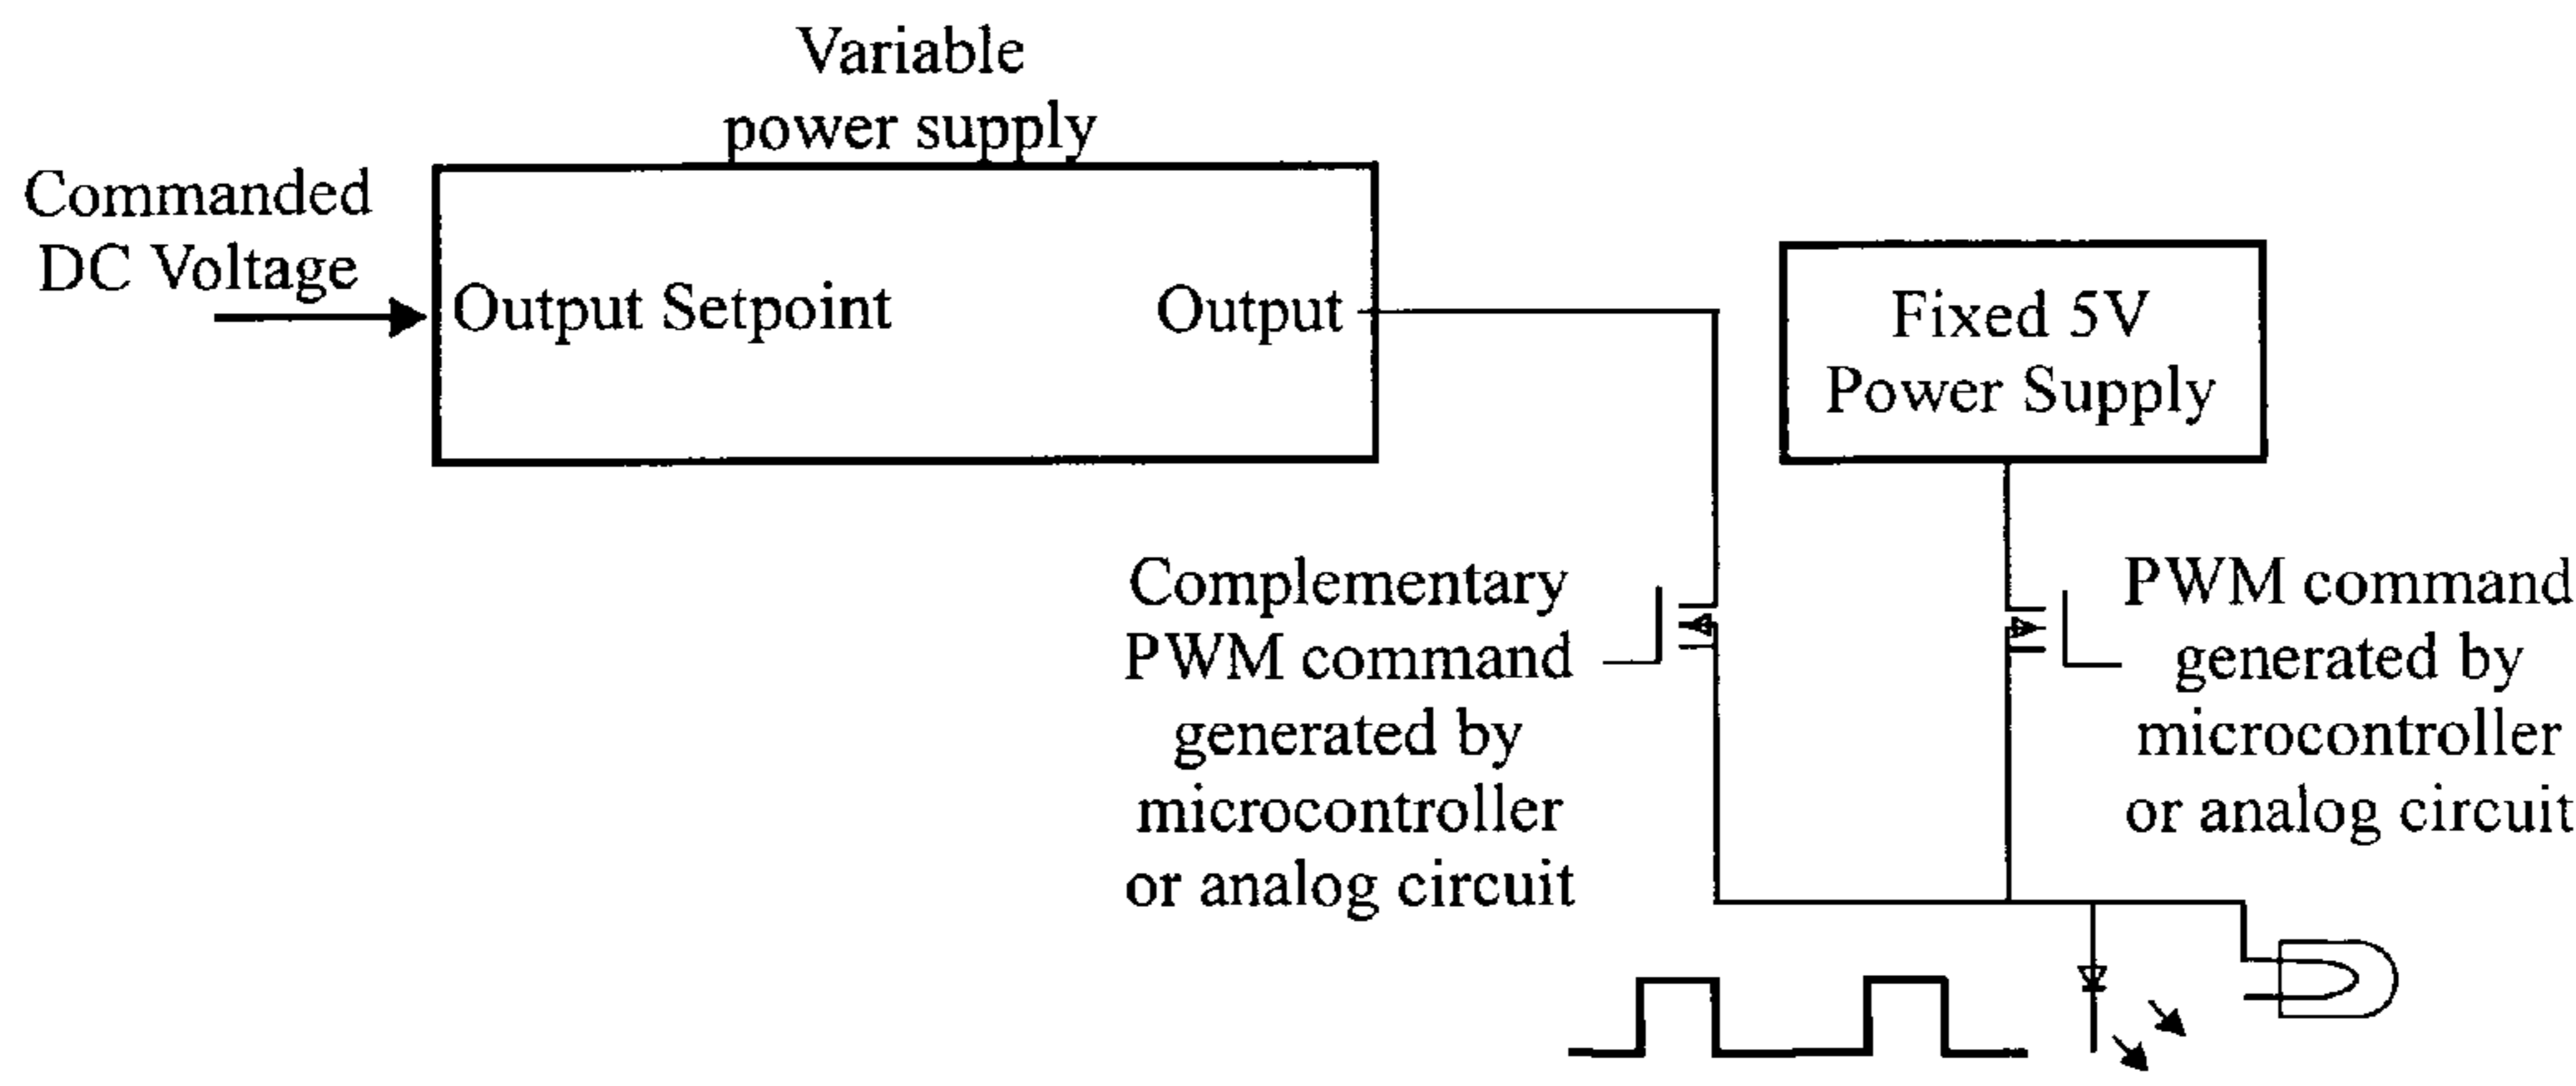 Variable
power supply
Commanded
DC Voltage
Output Setpoint
Output
Fixed 5V
Power Supply
Complementary
PWM command
generated by
microcontroller
or analog circuit
PWM command
generated by
microcontroller
or analog circuit